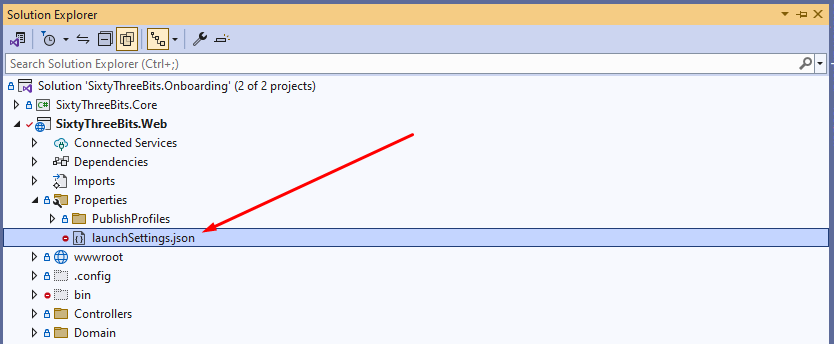 Solution Explorer
Search Solution Explorer (Ctrl+;)
Solution 'SixtyThreeBits.Onboarding' (2 of 2 projects)
C# SixtyThreeBits.Core
SixtyThreeBits.Web
Connected Services
Dependencies
Imports
Properties
PublishProfiles
launchSettings.json
wwwroot
.config
bin
Controllers
Domain